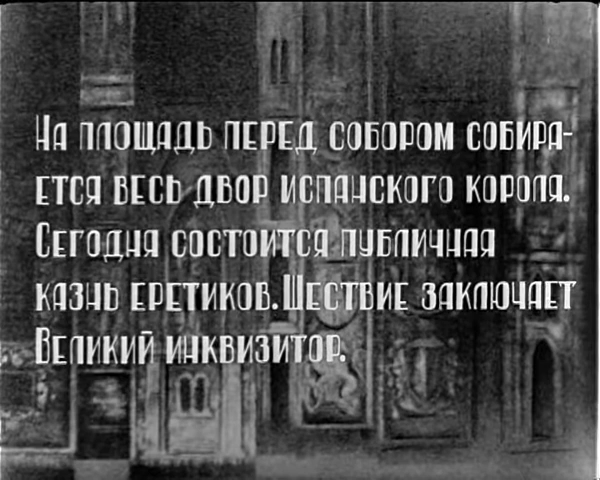 На площадь перед собором собира-
ется весь двор испанского короля.
Сегодня состоится публичная
казнь еретиков. Шествие заключает
Великий инквизитор.